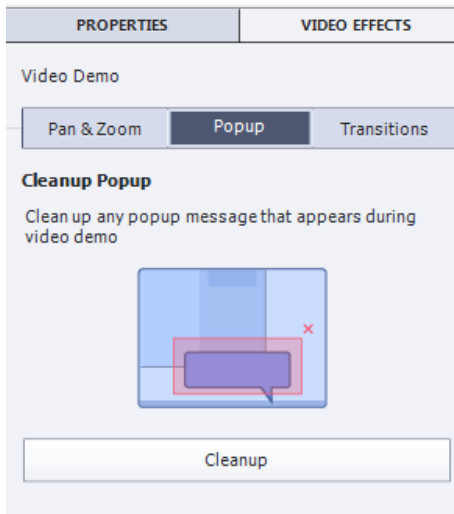 PROPERTIES VIDEO EFFECTS
Video Demo
Pan & Zoom Popup Transitions
Cleanup Popup
Clean up any popup message that appears during
video demo
Cleanup